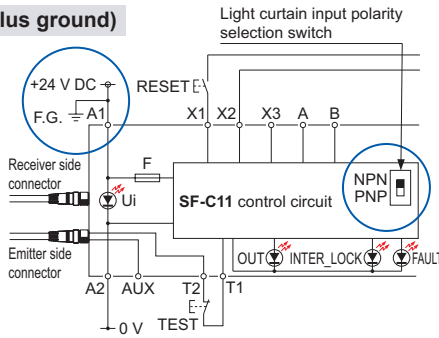 lus ground)
Light curtain input polarity
selection switch
+24 V DC
RESET
F.G.
A1
X1
X2
X3
A
B
Receiver side
connector
F
Ui
SF-C11 control circuit
NPN
PNP
Emitter side
connector
OUT
INTER_LOCK
FAULT
A2
AUX
T2
T1
0 V
TEST